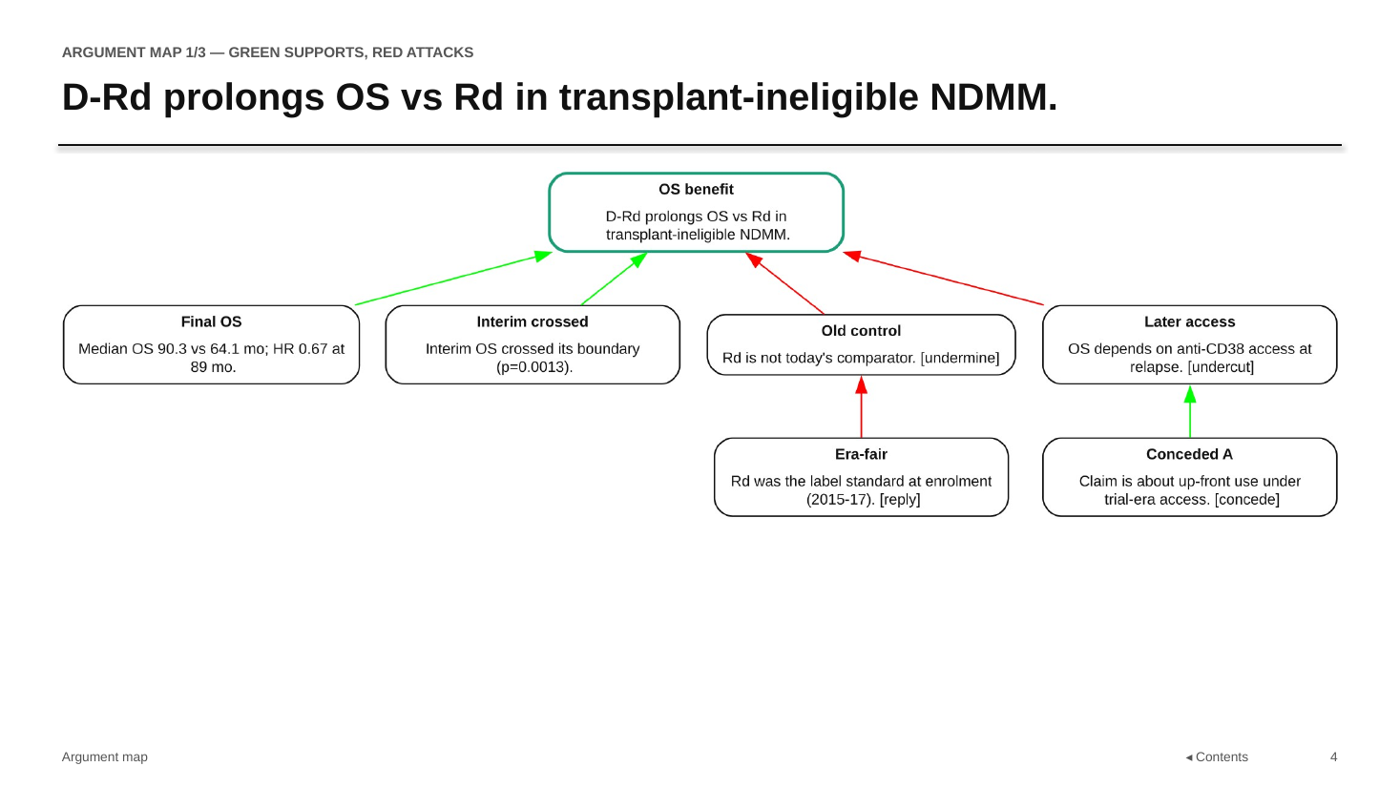 ARGUMENT MAP 1/3 — GREEN SUPPORTS, RED ATTACKS
D-Rd prolongs OS vs Rd in transplant-ineligible NDMM.
OS benefit
D-Rd prolongs OS vs Rd in
transplant-ineligible NDMM.
Final OS
Median OS 90.3 vs 64.1 mo; HR 0.67 at
89 mo.
Interim crossed
Interim OS crossed its boundary
(p=0.0013).
Old control
Rd is not today's comparator. [undermine]
Later access
OS depends on anti-CD38 access at
relapse. [undercut]
Era-fair
Rd was the label standard at enrolment
(2015-17). [reply]
Conceded A
Claim is about up-front use under
trial-era access. [concede]
Argument map
◂ Contents
4